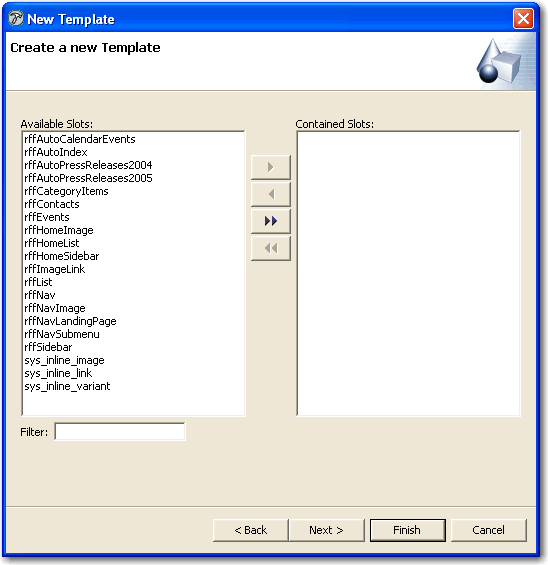 New Template
Create a new Template
Available Slots:
rffAutoCalendarEvents
rffAutoIndex
rffAutoPressReleases2004
rffAutoPressReleases2005
rffCategoryItems
rffContacts
rffEvents
rffHomeImage
rffHomeList
rffHomeSidebar
rffImageLink
rffList
rffNav
rffNavImage
rffNavLandingPage
rffNavSubmenu
rffSidebar
sys_inline_image
sys_inline_link
sys_inline_variant
Contained Slots:
Filter:
< Back
Next >
Finish
Cancel